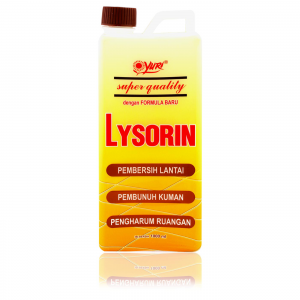 YURI
super quality
dengan FORMULA BARU
LYSORIN
PEMBERSIH LANTAI
PEMBUNUH KUMAN
PENGHARUM RUANGAN